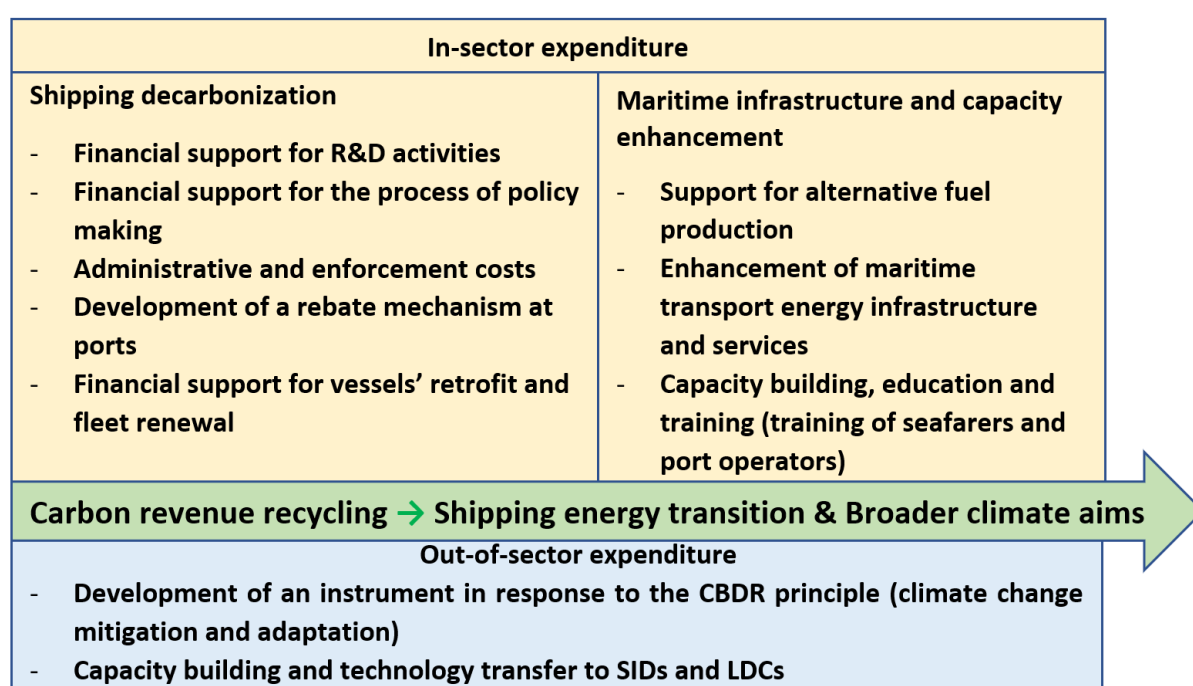 In-sector expenditure
Shipping decarbonization
- Financial support for R&D activities
- Financial support for the process of policy
making
- Administrative and enforcement costs
- Development of a rebate mechanism at
ports
- Financial support for vessels’ retrofit and
fleet renewal
Maritime infrastructure and capacity
enhancement
- Support for alternative fuel
production
- Enhancement of maritime
transport energy infrastructure
and services
- Capacity building, education and
training (training of seafarers and
port operators)
Carbon revenue recycling → Shipping energy transition & Broader climate aims
Out-of-sector expenditure
- Development of an instrument in response to the CBDR principle (climate change
mitigation and adaptation)
- Capacity building and technology transfer to SIDs and LDCs